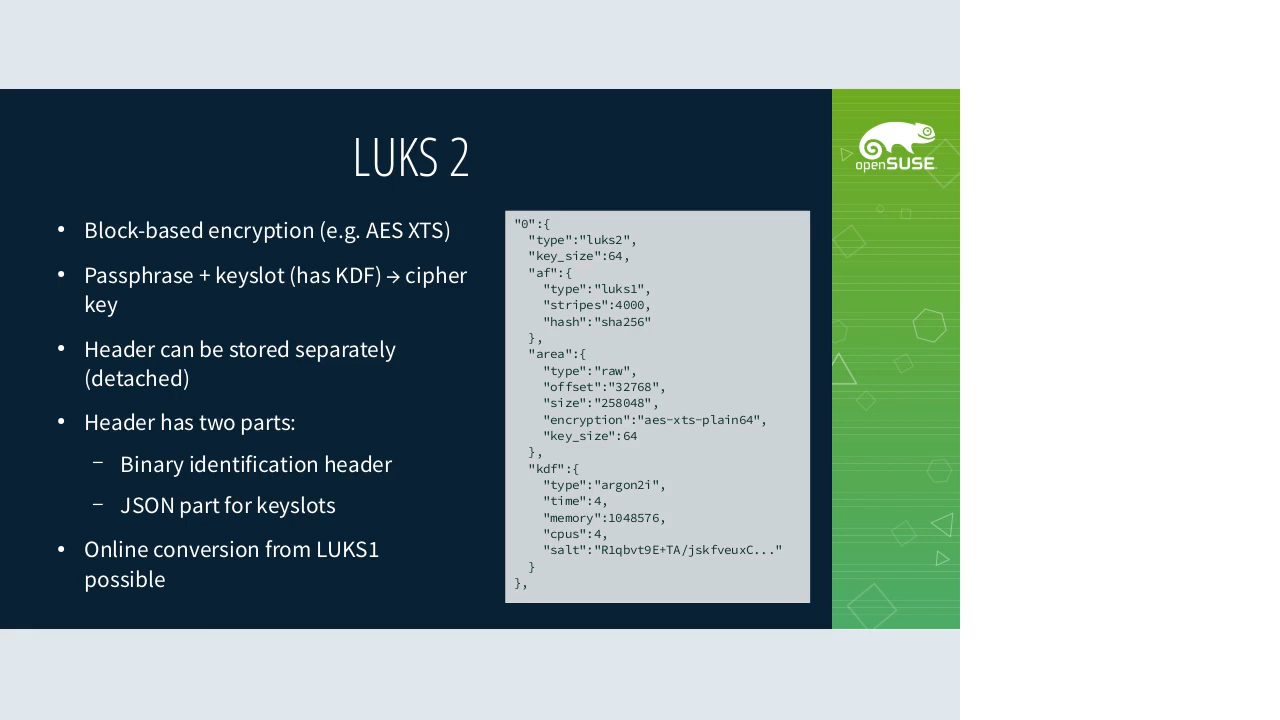 LUKS 2
• Block-based encryption (e.g. AES XTS)
• Passphrase + keyslot (has KDF) → cipher
key
• Header can be stored separately
(detached)
• Header has two parts:
– Binary identification header
– JSON part for keyslots
• Online conversion from LUKS1
possible
"0":{
  "type":"luks2",
  "key_size":64,
  "af":{
    "type":"luks1",
    "stripes":4000,
    "hash":"sha256"
  },
  "area":{
    "type":"raw",
    "offset":"32768",
    "size":"258048",
    "encryption":"aes-xts-plain64",
    "key_size":64
  },
  "kdf":{
    "type":"argon2i",
    "time":4,
    "memory":1048576,
    "cpus":4,
    "salt":"R1qbvt9E+TA/jskfveuxC..."
  }
},
openSUSE